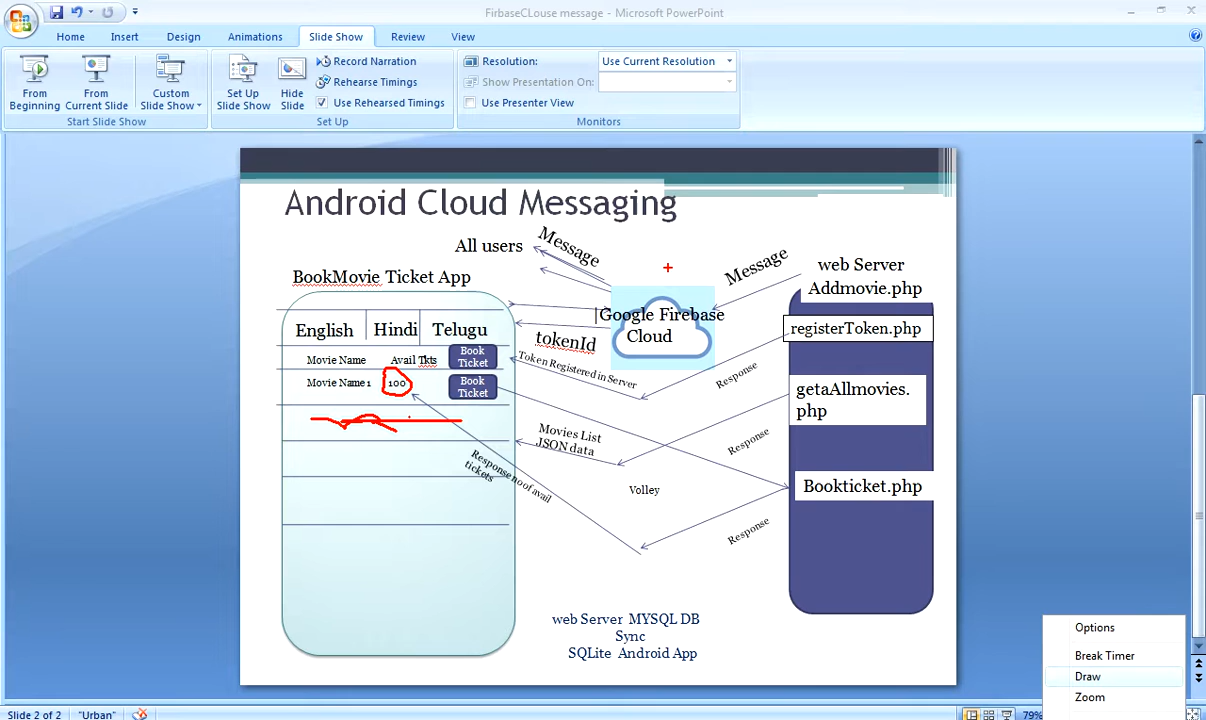 FirbaseCLouse message - Microsoft PowerPoint
Home Insert Design Animations Slide Show Review View
From Beginning
From Current Slide
Custom Slide Show
Start Slide Show
Set Up Slide Show
Hide Slide
Record Narration
Rehearse Timings
Use Rehearsed Timings
Set Up
Resolution: Use Current Resolution
Show Presentation On:
Use Presenter View
Monitors
Android Cloud Messaging
All users
Message
Message
web Server
Addmovie.php
BookMovie Ticket App
Google Firebase
Cloud
English Hindi Telugu
tokenId
registerToken.php
Movie Name Avail Tkts Book Ticket
Token Registered in Server
Response
Movie Name 1 100 Book Ticket
getaAllmovies.
php
Movies List
JSON data
Response
Response no of avail
tickets
Volley
Bookticket.php
Response
web Server MYSQL DB
Sync
SQLite Android App
Options
Break Timer
Draw
Zoom
Slide 2 of 2 "Urban" 79%